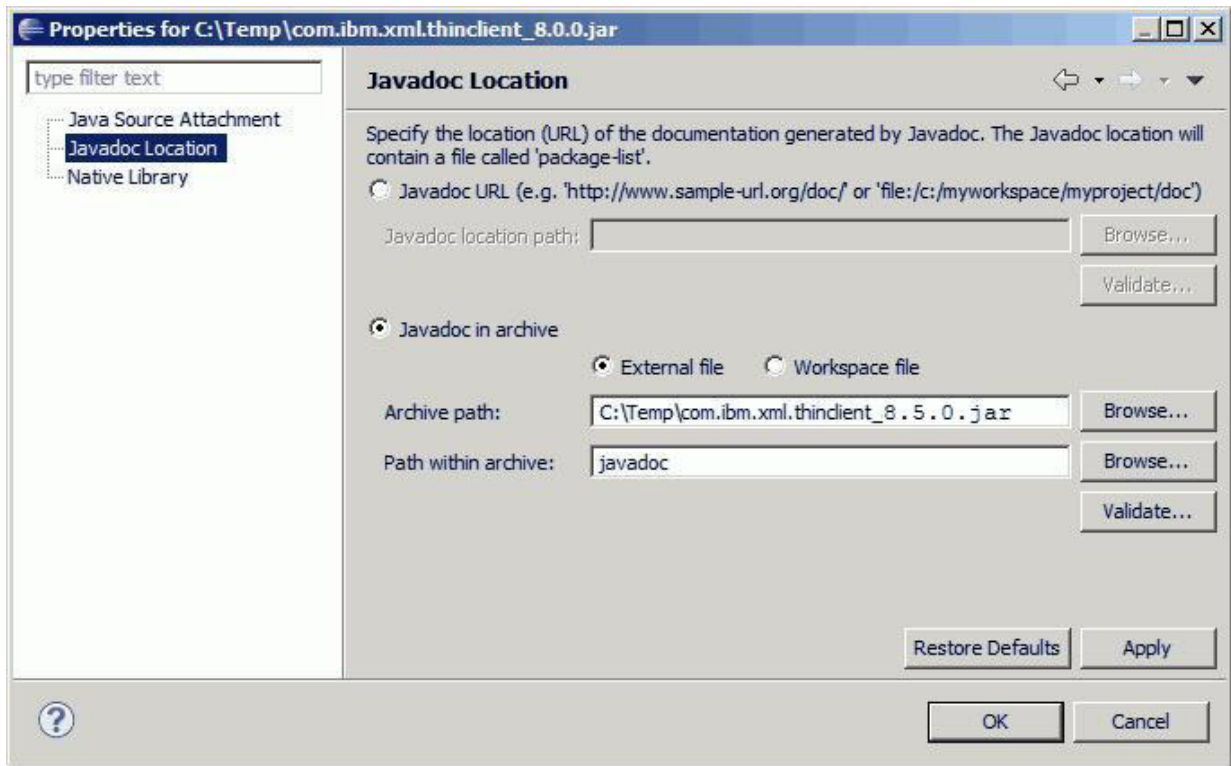 Properties for C:\Temp\com.ibm.xml.thinclient_8.0.0.jar
type filter text
Java Source Attachment
Javadoc Location
Native Library
Javadoc Location
Specify the location (URL) of the documentation generated by Javadoc. The Javadoc location will
contain a file called 'package-list'.
Javadoc URL (e.g. 'http://www.sample-url.org/doc/' or 'file:/c:/myworkspace/myproject/doc')
Javadoc location path: Browse...
Validate...
Javadoc in archive
External file Workspace file
Archive path: C:\Temp\com.ibm.xml.thinclient_8.5.0.jar Browse...
Path within archive: javadoc Browse...
Validate...
Restore Defaults Apply
? OK Cancel